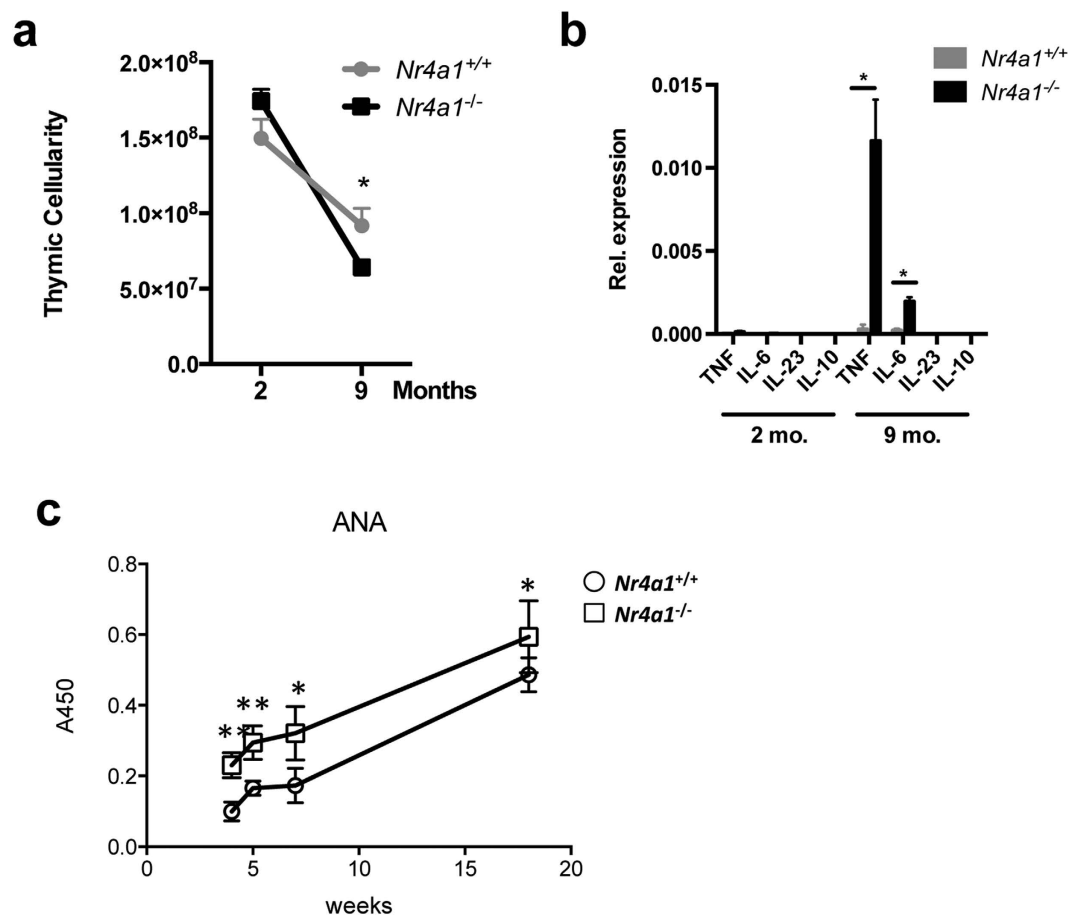 a
Nr4a1+/+
Nr4a1-/-
2.0×10⁸
1.5×10⁸
1.0×10⁸
5.0×10⁷
0.0
Thymic Cellularity
*
2 9 Months
b
Nr4a1+/+
Nr4a1-/-
0.015
0.010
0.005
0.000
Rel. expression
*
*
TNF IL-6 IL-23 IL-10 TNF IL-6 IL-23 IL-10
2 mo. 9 mo.
c
ANA
Nr4a1+/+
Nr4a1-/-
0.8
0.6
0.4
0.2
0.0
A450
** ** * *
0 5 10 15 20
weeks